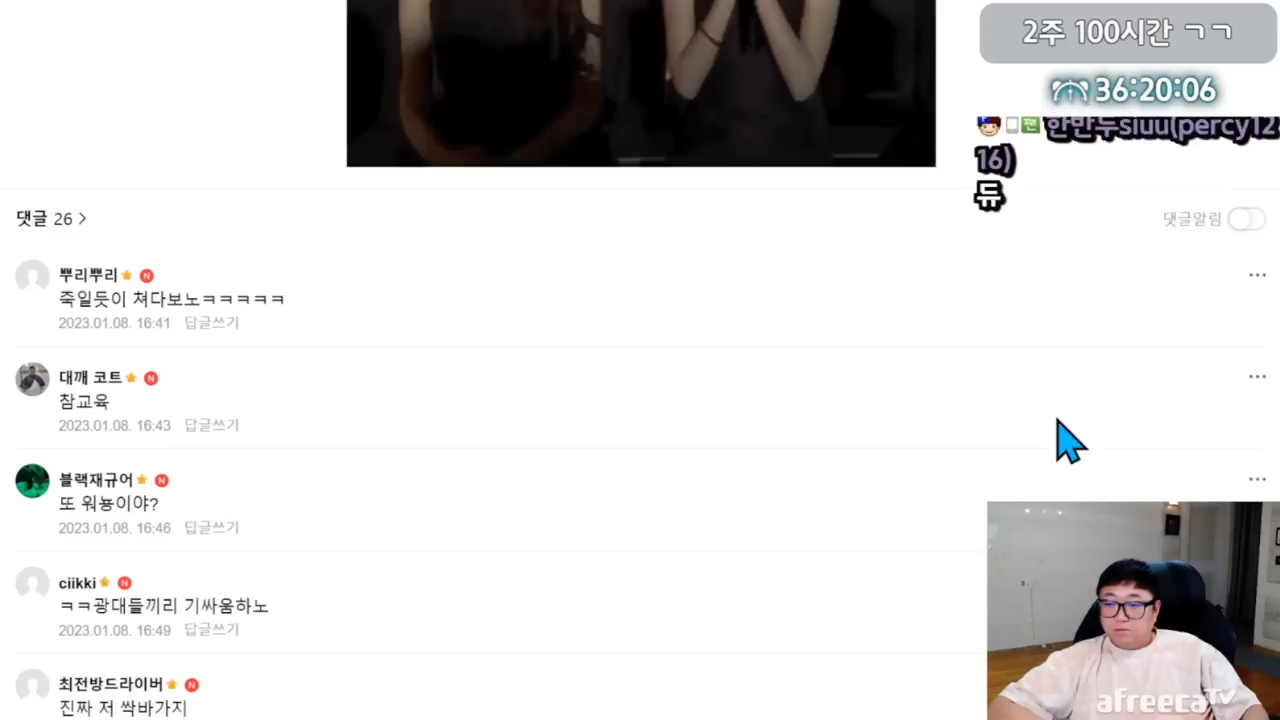 2주 100시간 ㄱㄱ
36:20:06
팬 한반두siuu(percy12
16)
듀
댓글 26 >
댓글알림
뿌리뿌리 N
죽일듯이 쳐다보노ㅋㅋㅋㅋㅋ
2023.01.08. 16:41 답글쓰기
대깨 코트 N
참교육
2023.01.08. 16:43 답글쓰기
블랙재규어 N
또 워뇽이야?
2023.01.08. 16:46 답글쓰기
ciikki N
ㅋㅋ광대들끼리 기싸움하노
2023.01.08. 16:49 답글쓰기
최전방드라이버 N
진짜 저 싹바가지
afreecaTV